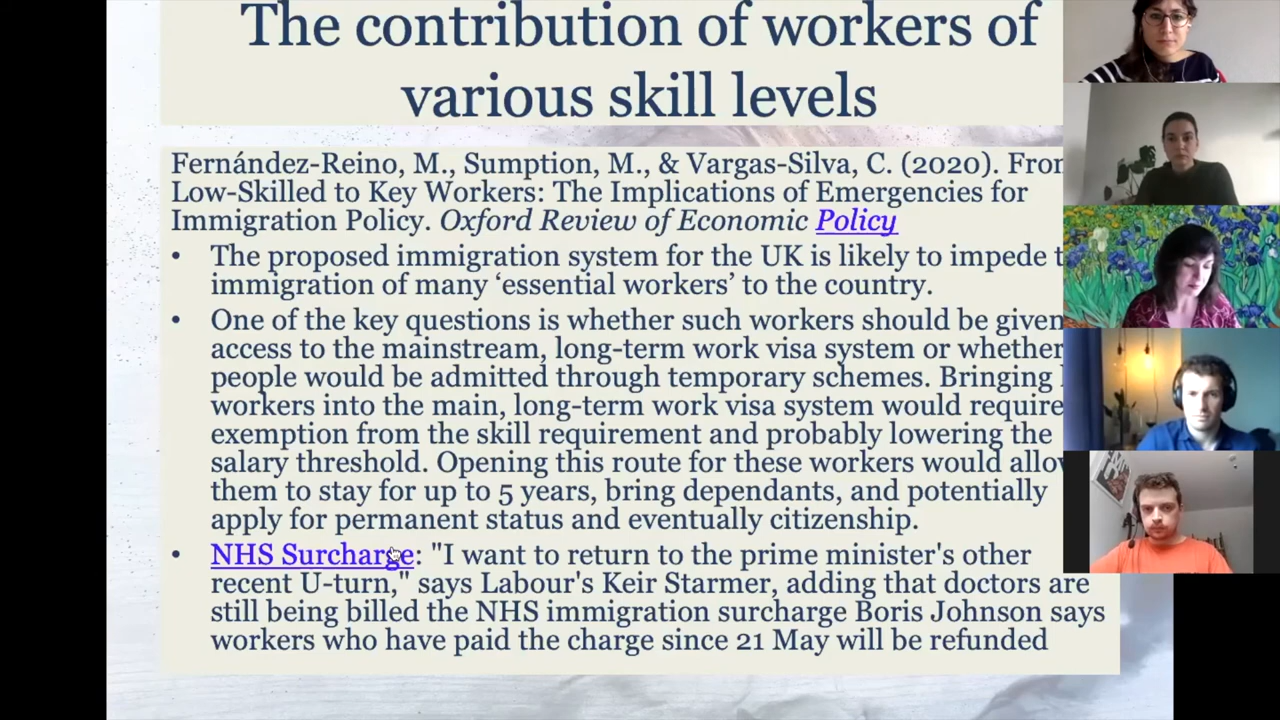 The contribution of workers of
various skill levels
Fernández-Reino, M., Sumption, M., & Vargas-Silva, C. (2020).
Low-Skilled to Key Workers: The Implications of Emergencies for
Immigration Policy. Oxford Review of Economic Policy
• The proposed immigration system for the UK is likely to impede
immigration of many ‘essential workers’ to the country.
• One of the key questions is whether such workers should be given
access to the mainstream, long-term work visa system or whether
people would be admitted through temporary schemes. Bringing
workers into the main, long-term work visa system would require
exemption from the skill requirement and probably lowering the
salary threshold. Opening this route for these workers would
them to stay for up to 5 years, bring dependants, and potentially
apply for permanent status and eventually citizenship.
• NHS Surcharge: "I want to return to the prime minister's other
recent U-turn," says Labour's Keir Starmer, adding that doctors are
still being billed the NHS immigration surcharge Boris Johnson says
workers who have paid the charge since 21 May will be refunded